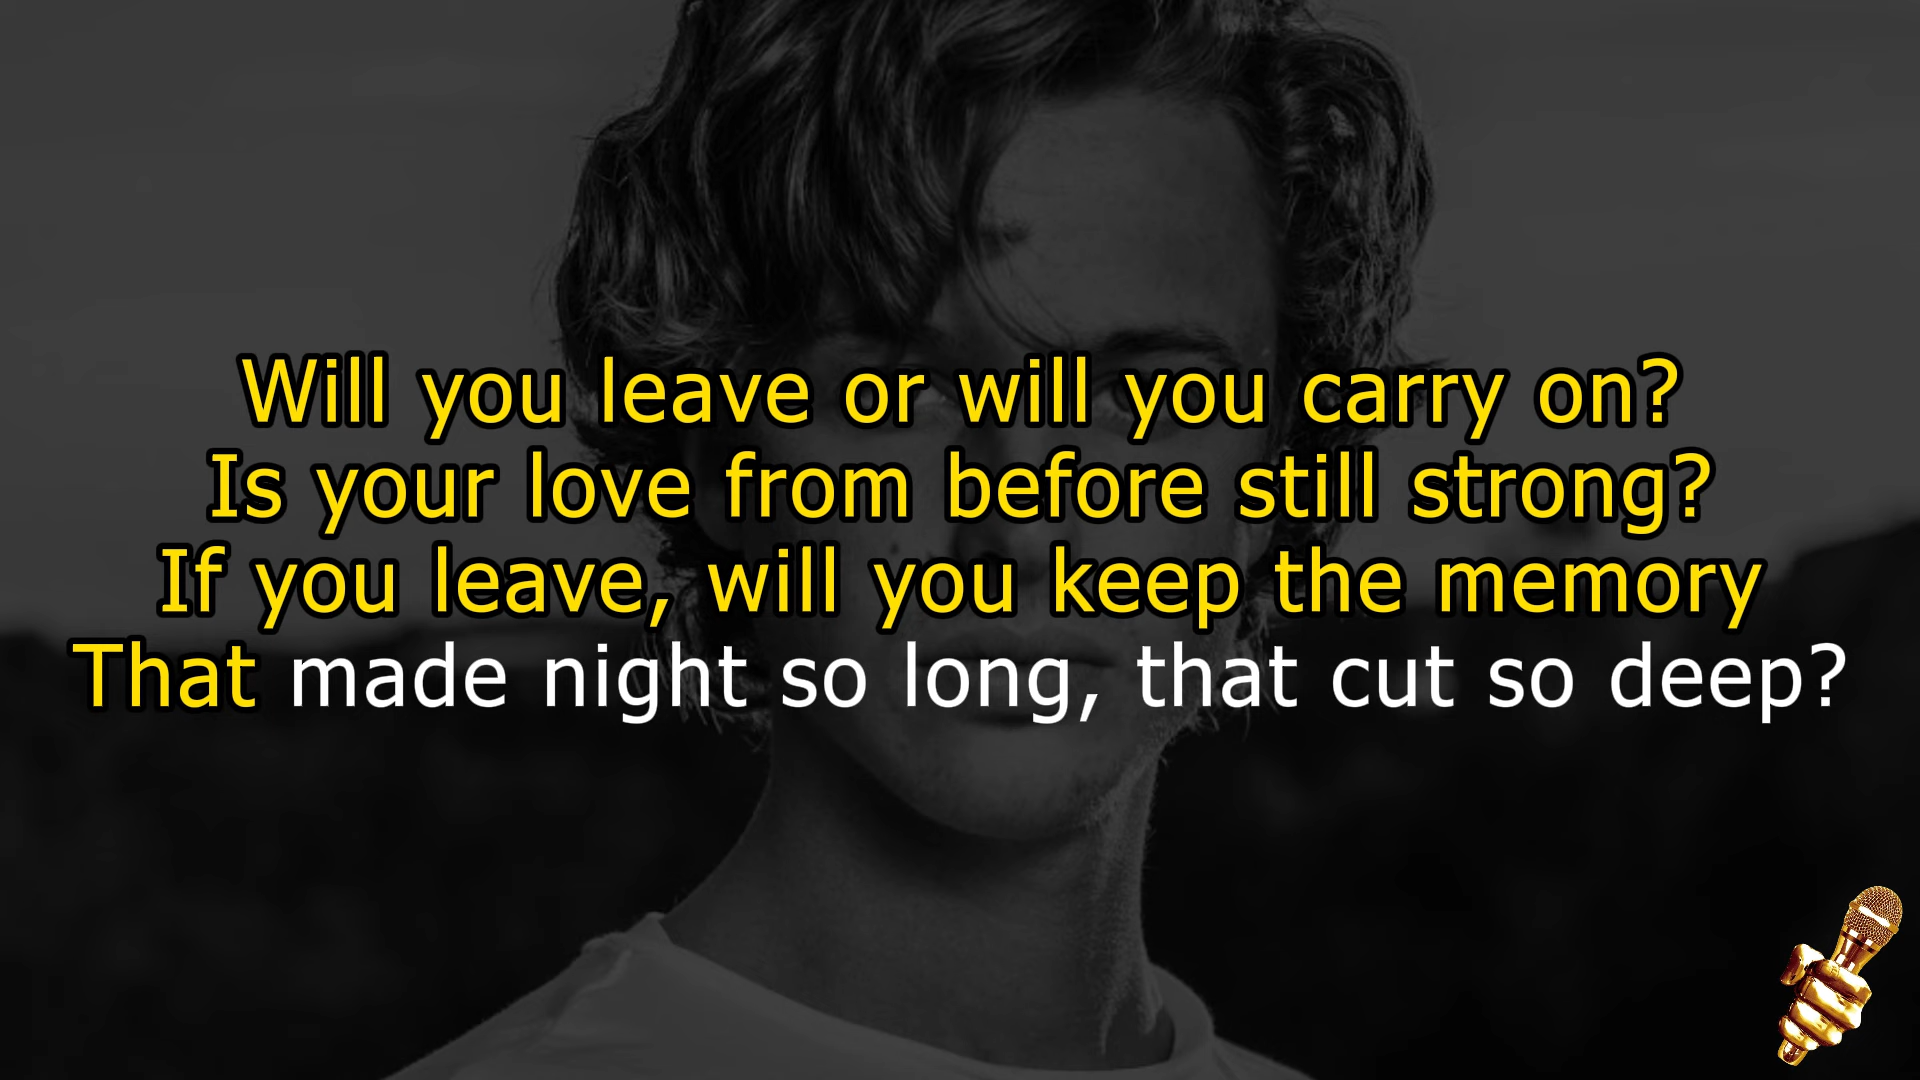 Will you leave or will you carry on?
Is your love from before still strong?
If you leave, will you keep the memory
That made night so long, that cut so deep?